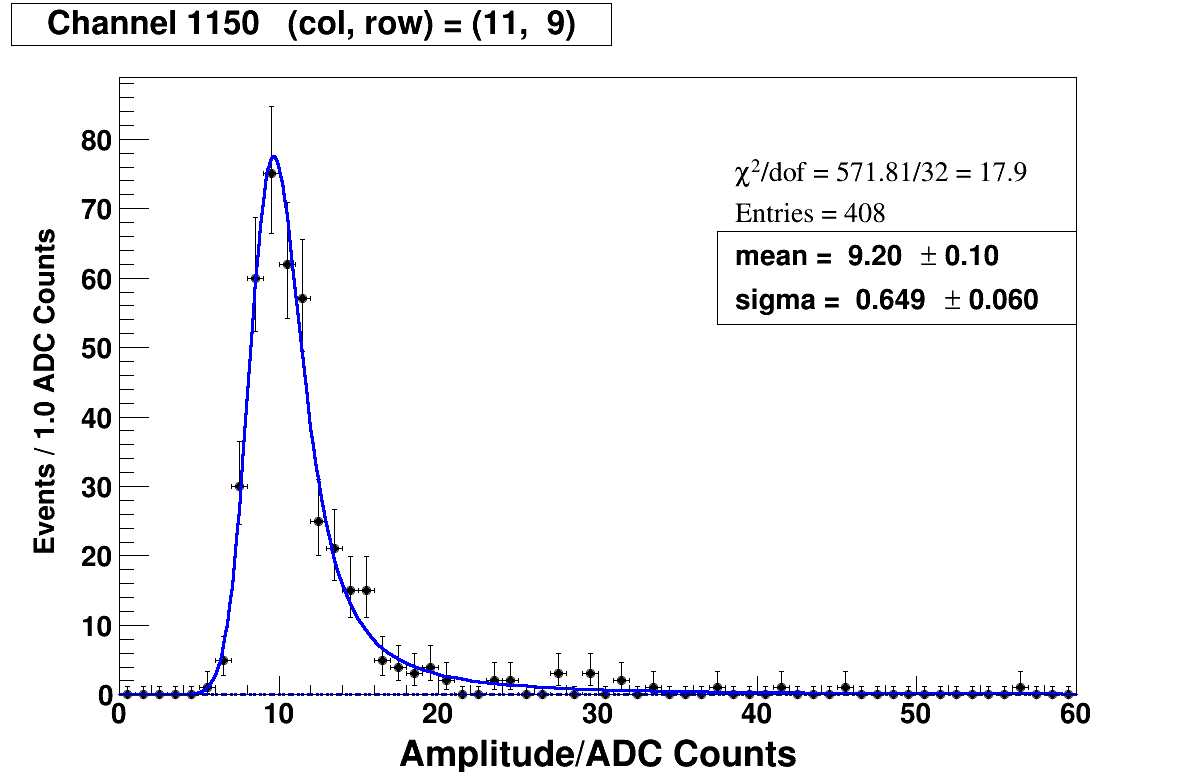 Channel 1150 (col, row) = (11, 9)
χ²/dof = 571.81/32 = 17.9
Entries = 408
mean = 9.20 ± 0.10
sigma = 0.649 ± 0.060
Events / 1.0 ADC Counts
80
70
60
50
40
30
20
10
0
0 10 20 30 40 50 60
Amplitude/ADC Counts